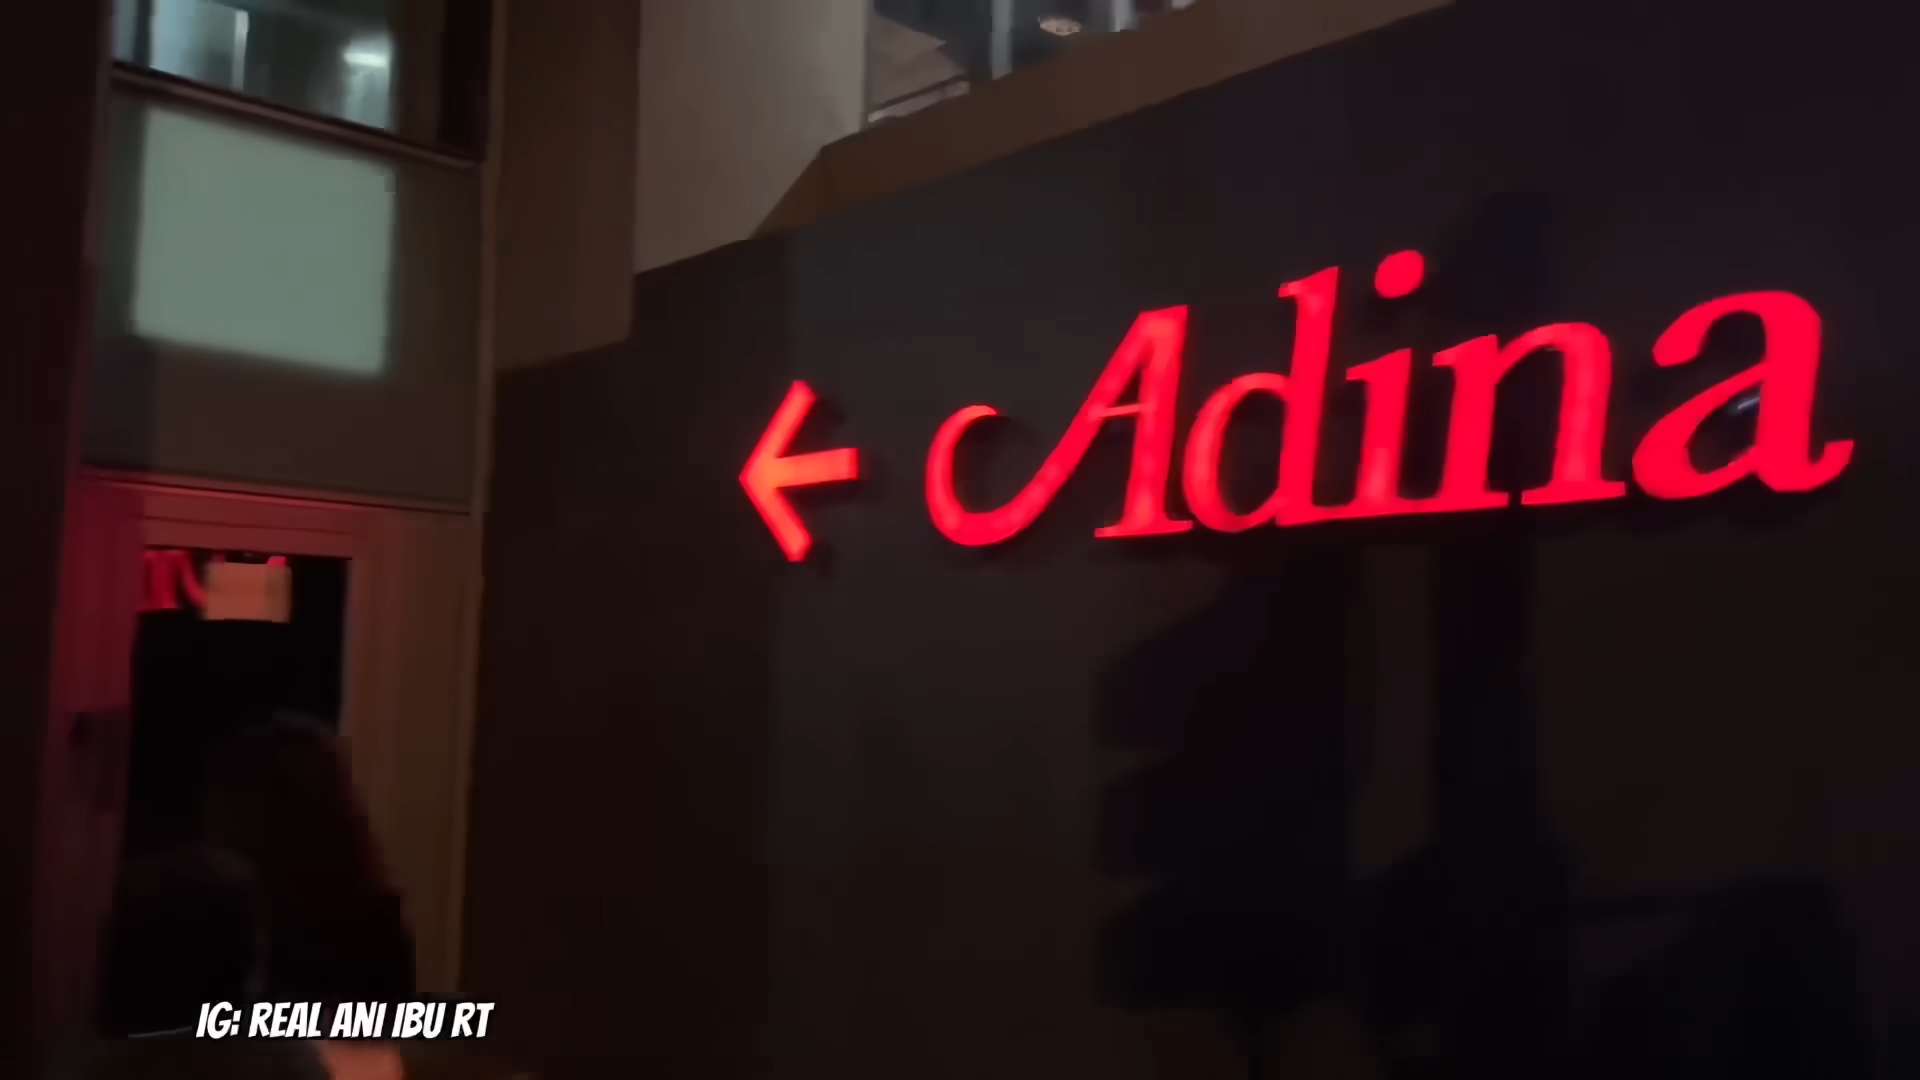 ← Adina
IG: REAL ANI IBU RT